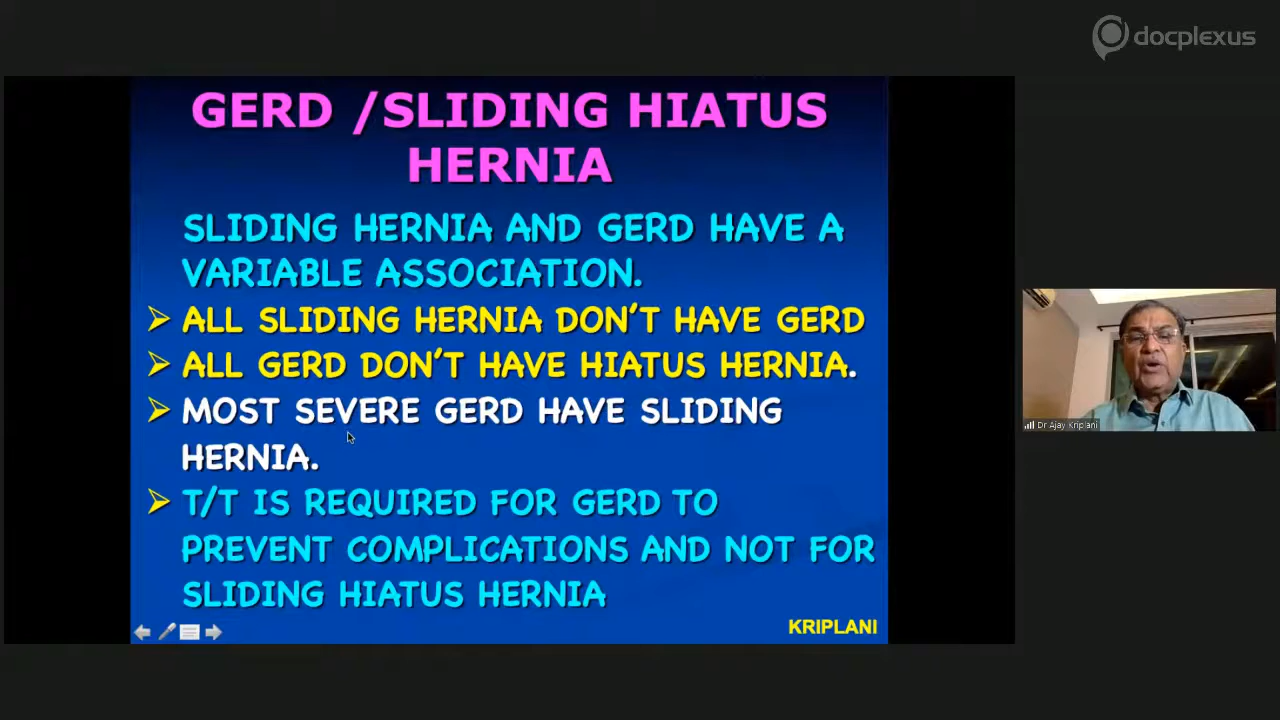 docplexus
GERD /SLIDING HIATUS
HERNIA
SLIDING HERNIA AND GERD HAVE A
VARIABLE ASSOCIATION.
ALL SLIDING HERNIA DON'T HAVE GERD
ALL GERD DON'T HAVE HIATUS HERNIA.
MOST SEVERE GERD HAVE SLIDING
HERNIA.
T/T IS REQUIRED FOR GERD TO
PREVENT COMPLICATIONS AND NOT FOR
SLIDING HIATUS HERNIA
KRIPLANI
Dr Ajay Kriplani